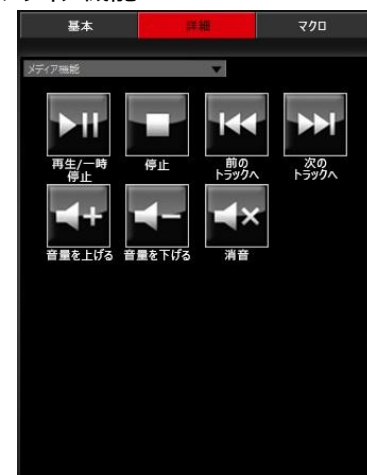 基本 詳細 マクロ
メディア機能
再生/一時
停止
停止
前の
トラックへ
次の
トラックへ
音量を上げる
音量を下げる
消音